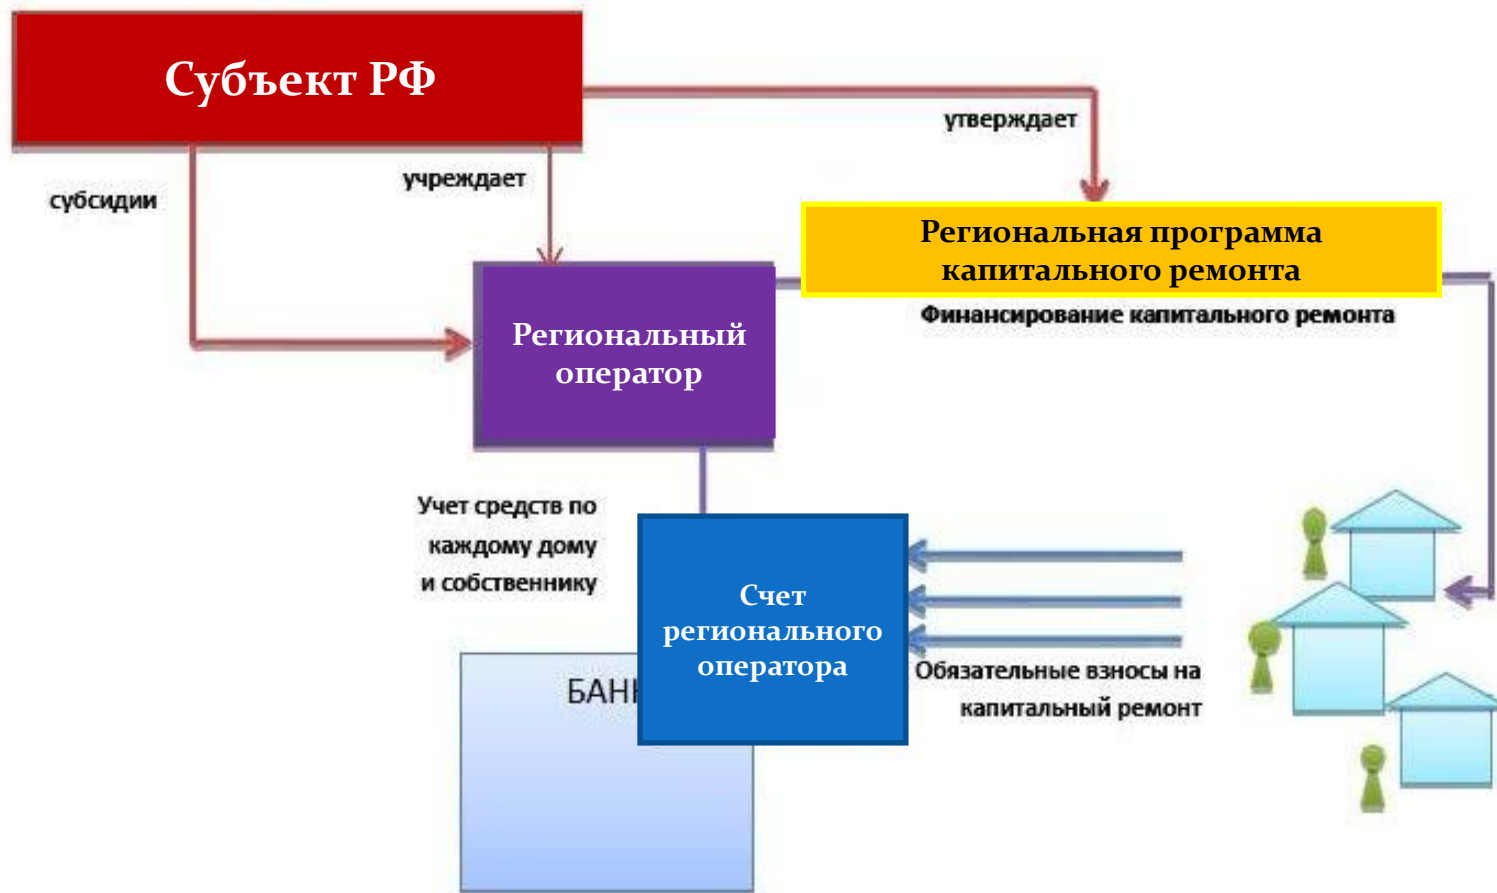 Субъект РФ
утверждает
учреждает
субсидии
Региональная программа
капитального ремонта
Финансирование капитального ремонта
Региональный
оператор
Учет средств по
каждому дому
и собственнику
Счет
регионального
оператора
Обязательные взносы на
капитальный ремонт